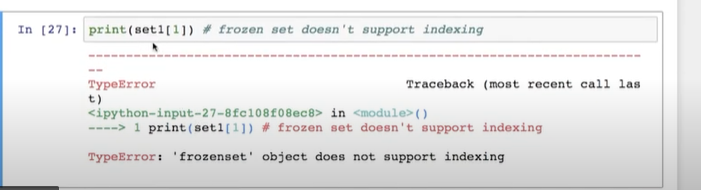 In [27]: print(set1[1]) # frozen set doesn't support indexing
---------------------------------------------------------------------------
--
TypeError Traceback (most recent call las
t)
<ipython-input-27-8fc108f08ec8> in <module>()
----> 1 print(set1[1]) # frozen set doesn't support indexing
TypeError: 'frozenset' object does not support indexing